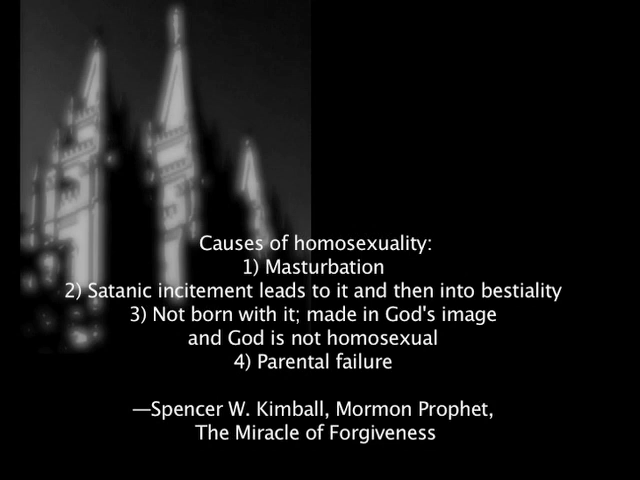 Causes of homosexuality:
1) Masturbation
2) Satanic incitement leads to it and then into bestiality
3) Not born with it; made in God's image
and God is not homosexual
4) Parental failure
—Spencer W. Kimball, Mormon Prophet,
The Miracle of Forgiveness